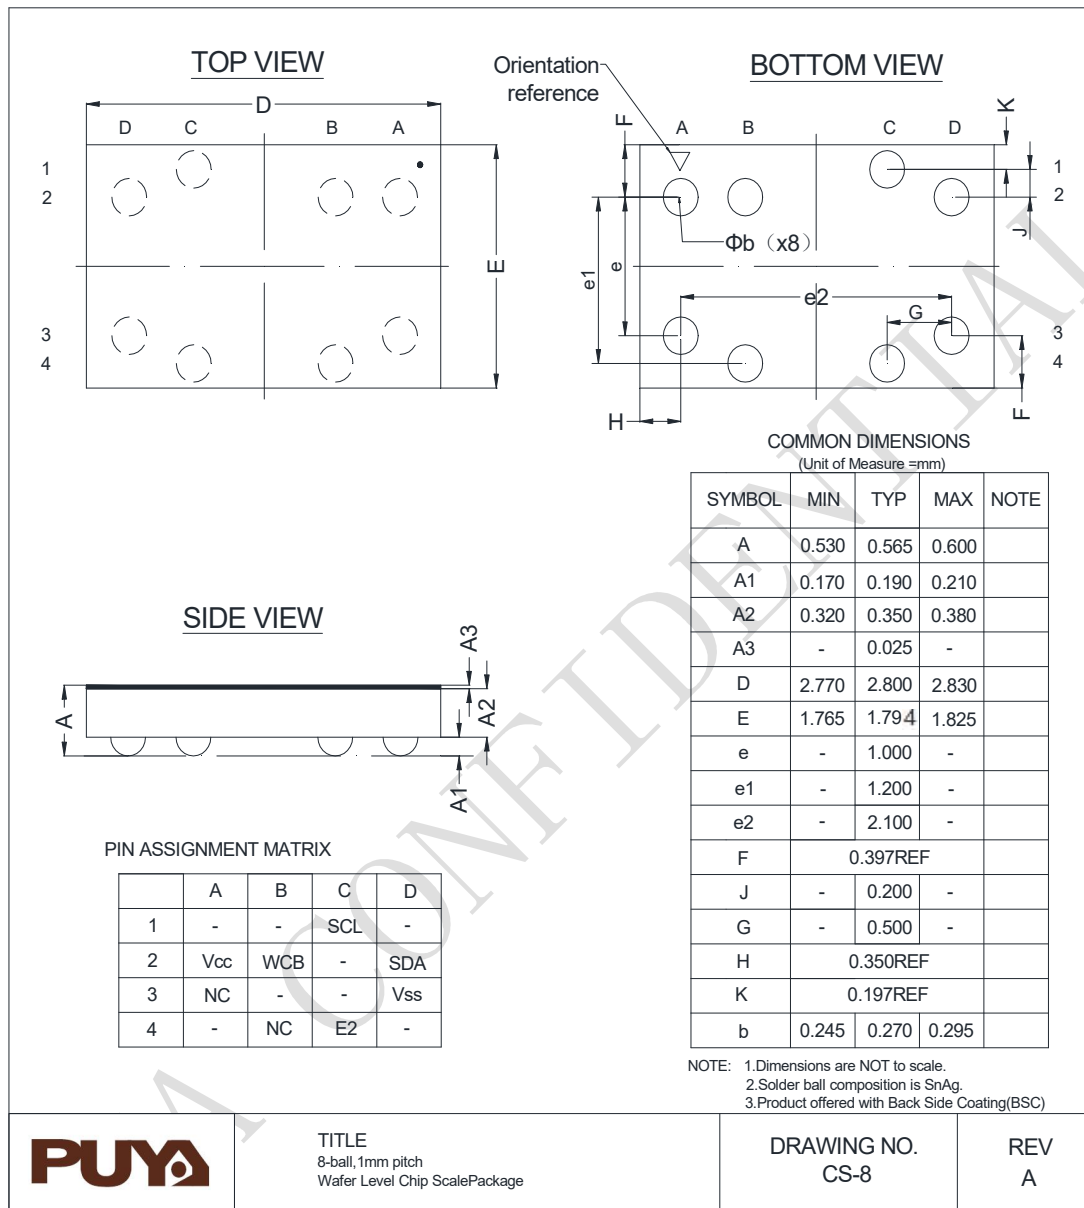 TOP VIEW
D
D C B A
1
2
3
4
E
Orientation
reference
BOTTOM VIEW
F
A B C D
K
1
2
J
Φb（x8）
e1
e
e2
G
3
4
H
F
COMMON DIMENSIONS
(Unit of Measure =mm)
SYMBOL MIN TYP MAX NOTE
A 0.530 0.565 0.600
A1 0.170 0.190 0.210
A2 0.320 0.350 0.380
A3 - 0.025 -
D 2.770 2.800 2.830
E 1.765 1.794 1.825
e - 1.000 -
e1 - 1.200 -
e2 - 2.100 -
F 0.397REF
J - 0.200 -
G - 0.500 -
H 0.350REF
K 0.197REF
b 0.245 0.270 0.295
NOTE: 1.Dimensions are NOT to scale.
2.Solder ball composition is SnAg.
3.Product offered with Back Side Coating(BSC)
SIDE VIEW
A
A3
A2
A1
PIN ASSIGNMENT MATRIX
A B C D
1 - - SCL -
2 Vcc WCB - SDA
3 NC - - Vss
4 - NC E2 -
A CONFIDENTIAL
PUYA
TITLE
8-ball,1mm pitch
Wafer Level Chip ScalePackage
DRAWING NO.
CS-8
REV
A